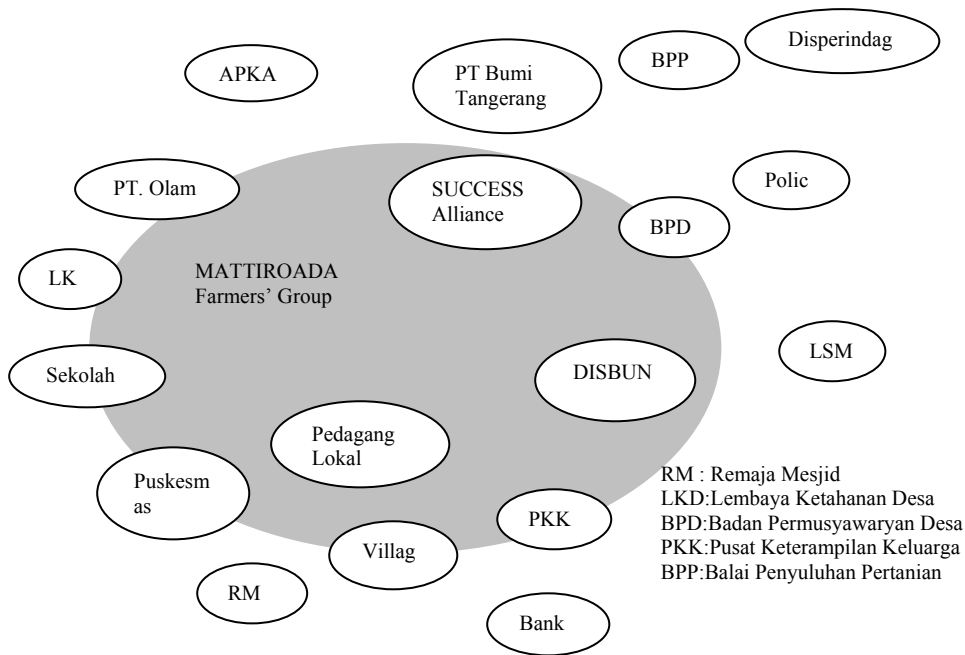 Disperindag
BPP
APKA
PT Bumi
Tangerang
PT. Olam
SUCCESS
Alliance
Polic
BPD
LK
MATTIROADA
Farmers’ Group
LSM
Sekolah
DISBUN
Pedagang
Lokal
Puskesm
as
PKK
Villag
RM
Bank
RM : Remaja Mesjid
LKD:Lembaya Ketahanan Desa
BPD:Badan Permusyawaryan Desa
PKK:Pusat Keterampilan Keluarga
BPP:Balai Penyuluhan Pertanian